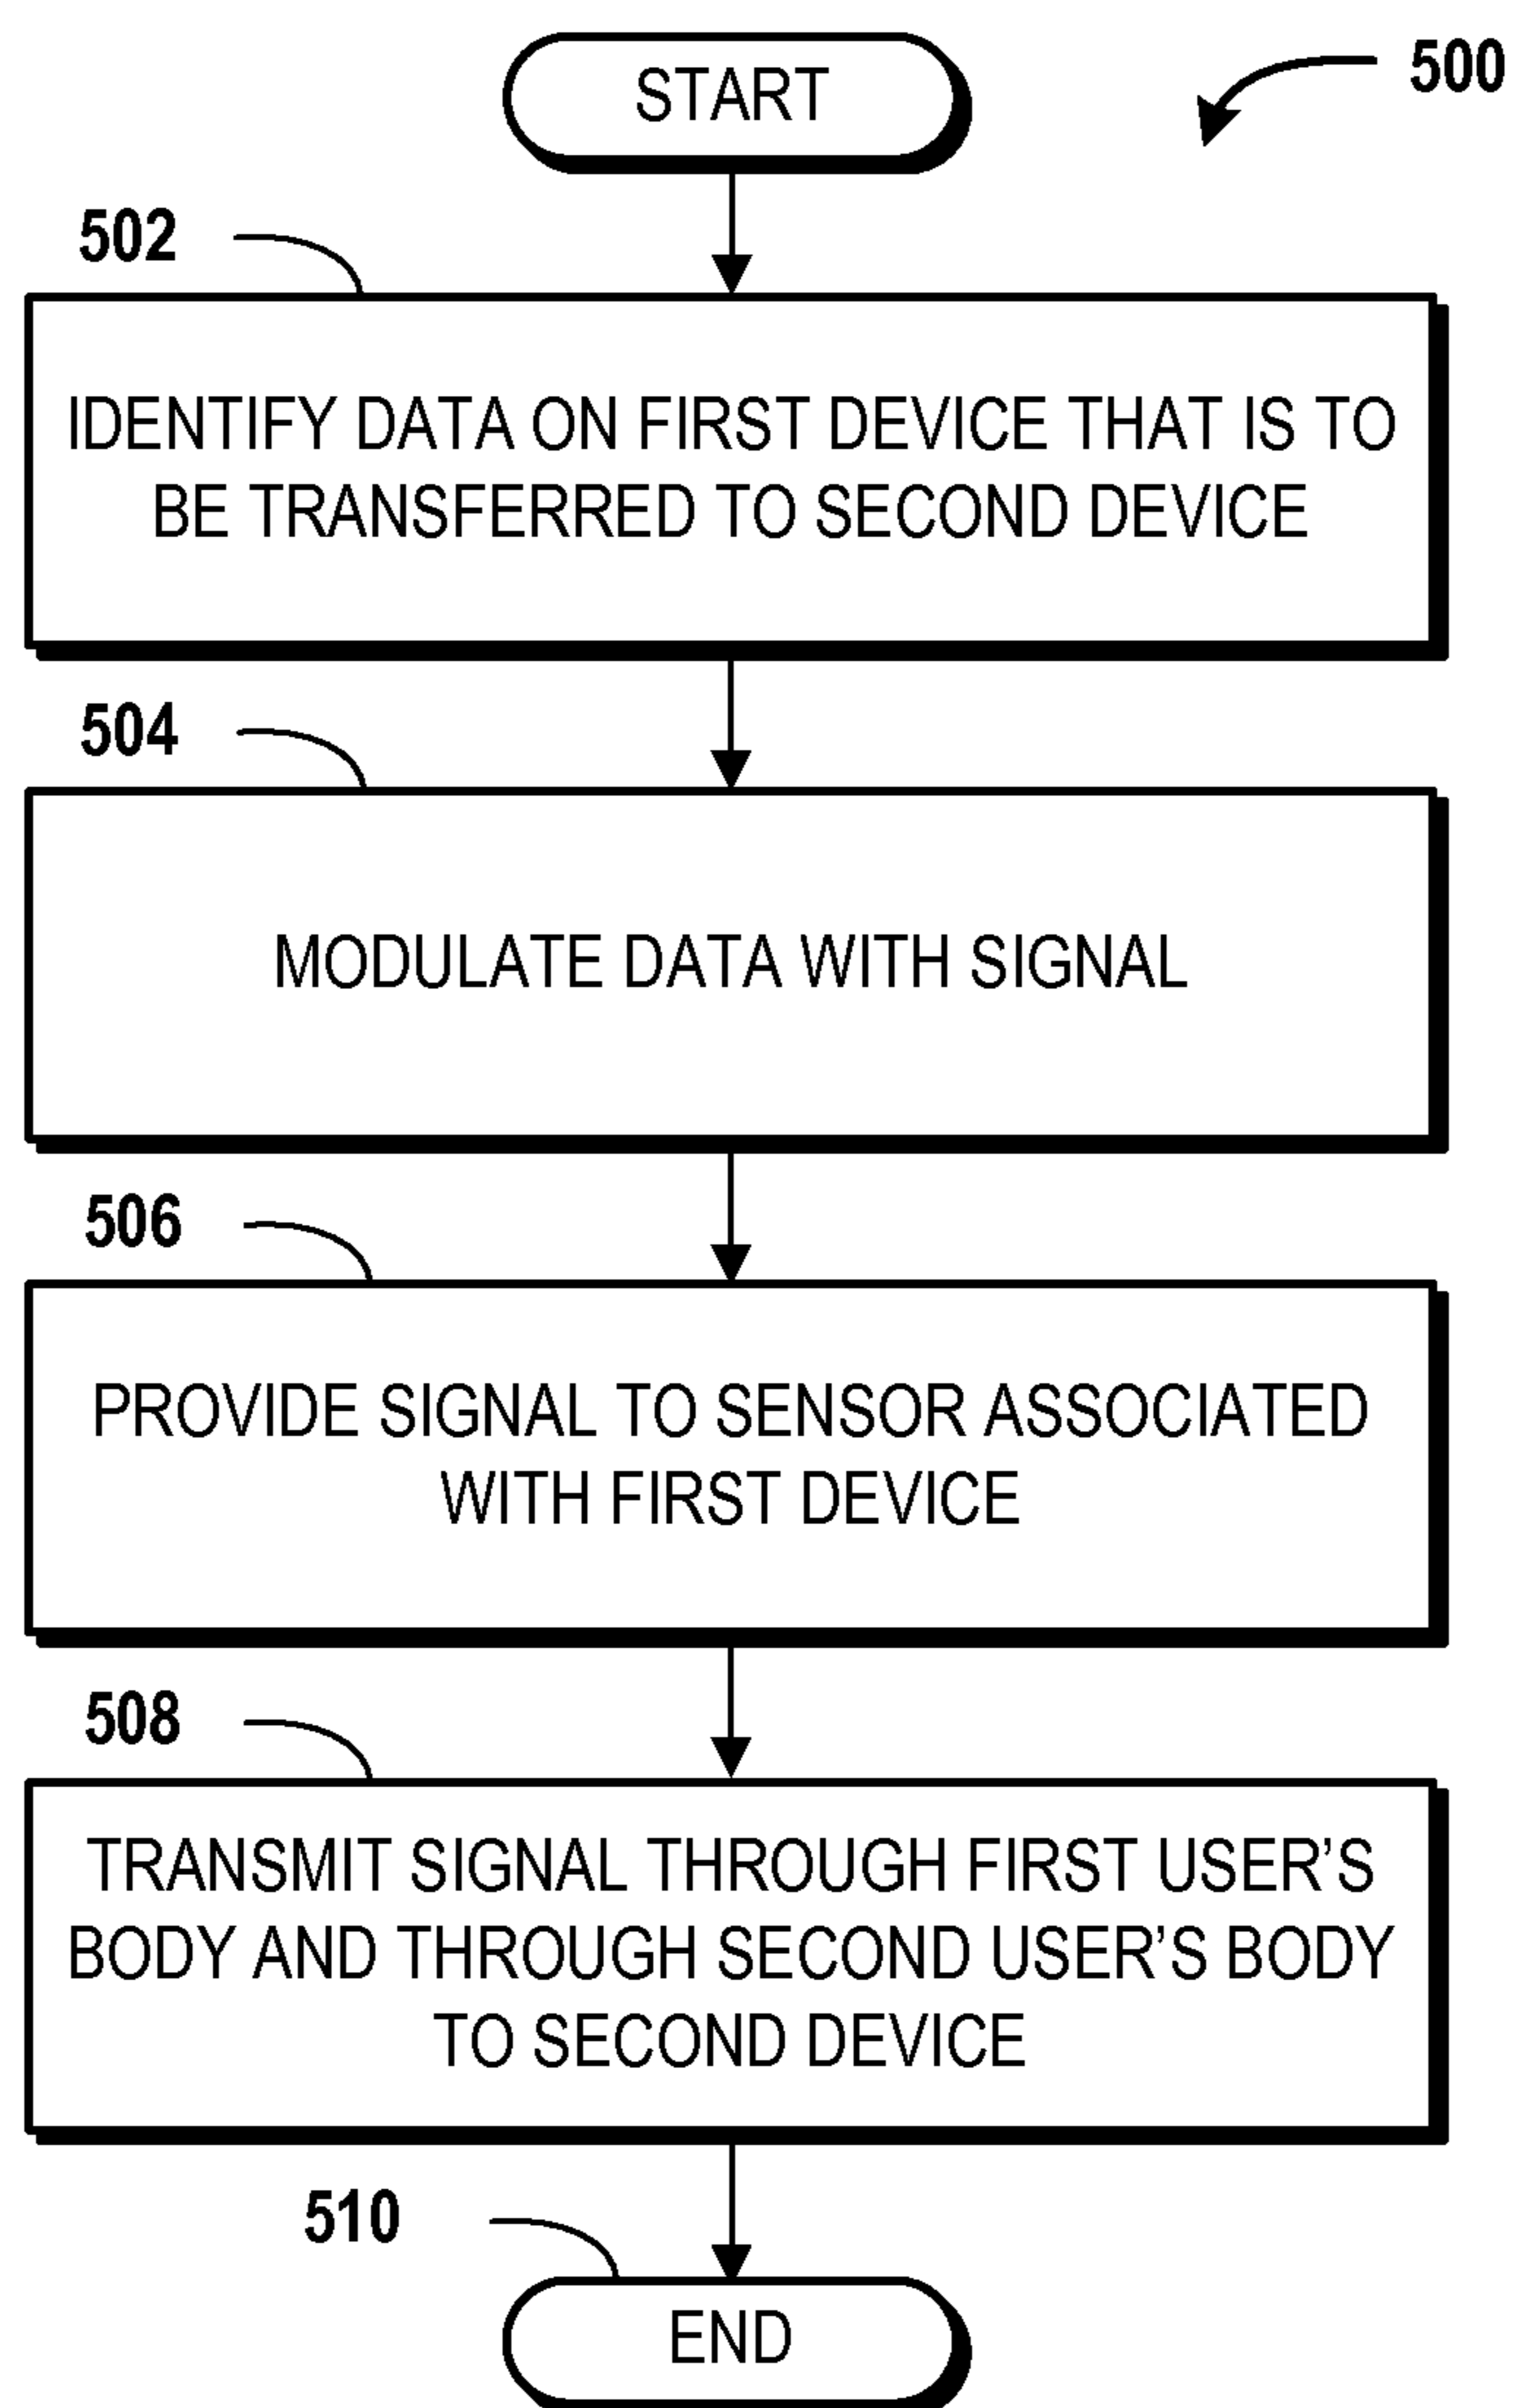 START
500
502
IDENTIFY DATA ON FIRST DEVICE THAT IS TO
BE TRANSFERRED TO SECOND DEVICE
504
MODULATE DATA WITH SIGNAL
506
PROVIDE SIGNAL TO SENSOR ASSOCIATED
WITH FIRST DEVICE
508
TRANSMIT SIGNAL THROUGH FIRST USER’S
BODY AND THROUGH SECOND USER’S BODY
TO SECOND DEVICE
510
END